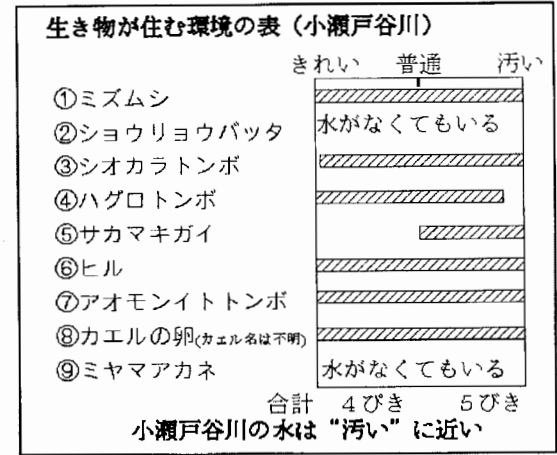 生き物が住む環境の表（小瀬戸谷川）
きれい　普通　汚い
①ミズムシ
②ショウリョウバッタ　水がなくてもいる
③シオカラトンボ
④ハグロトンボ
⑤サカマキガイ
⑥ヒル
⑦アオモンイトトンボ
⑧カエルの卵(カエル名は不明)
⑨ミヤマアカネ　水がなくてもいる
合計　４ぴき　５ぴき
小瀬戸谷川の水は“汚い”に近い